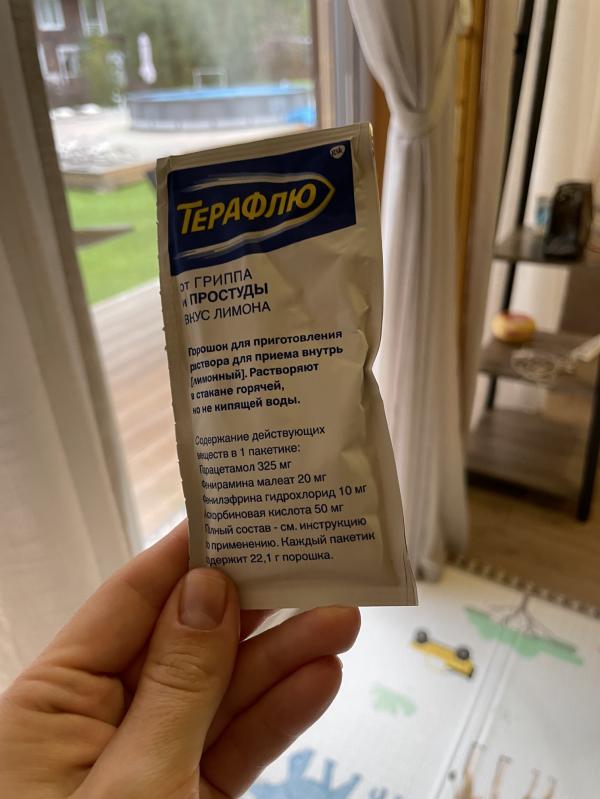 GSK
ТЕРАФЛЮ
от ГРИППА
и ПРОСТУДЫ
ВКУС ЛИМОНА
Порошок для приготовления
раствора для приема внутрь
[лимонный]. Растворяют
в стакане горячей,
но не кипящей воды.
Содержание действующих
веществ в 1 пакетике:
Парацетамол 325 мг
Фенирамина малеат 20 мг
Фенилэфрина гидрохлорид 10 мг
Аскорбиновая кислота 50 мг
Полный состав - см. инструкцию
по применению. Каждый пакетик
содержит 22,1 г порошка.